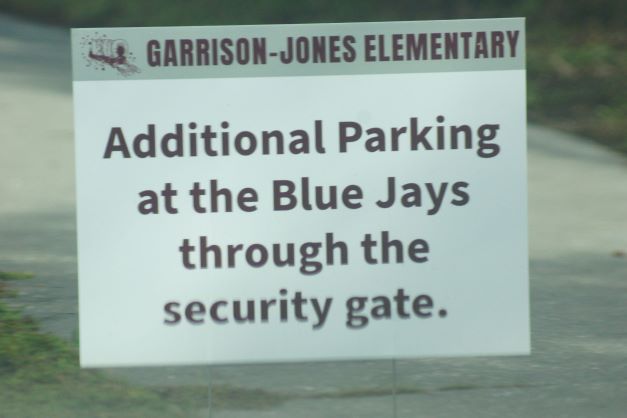 GARRISON-JONES ELEMENTARY
Additional Parking
at the Blue Jays
through the
security gate.